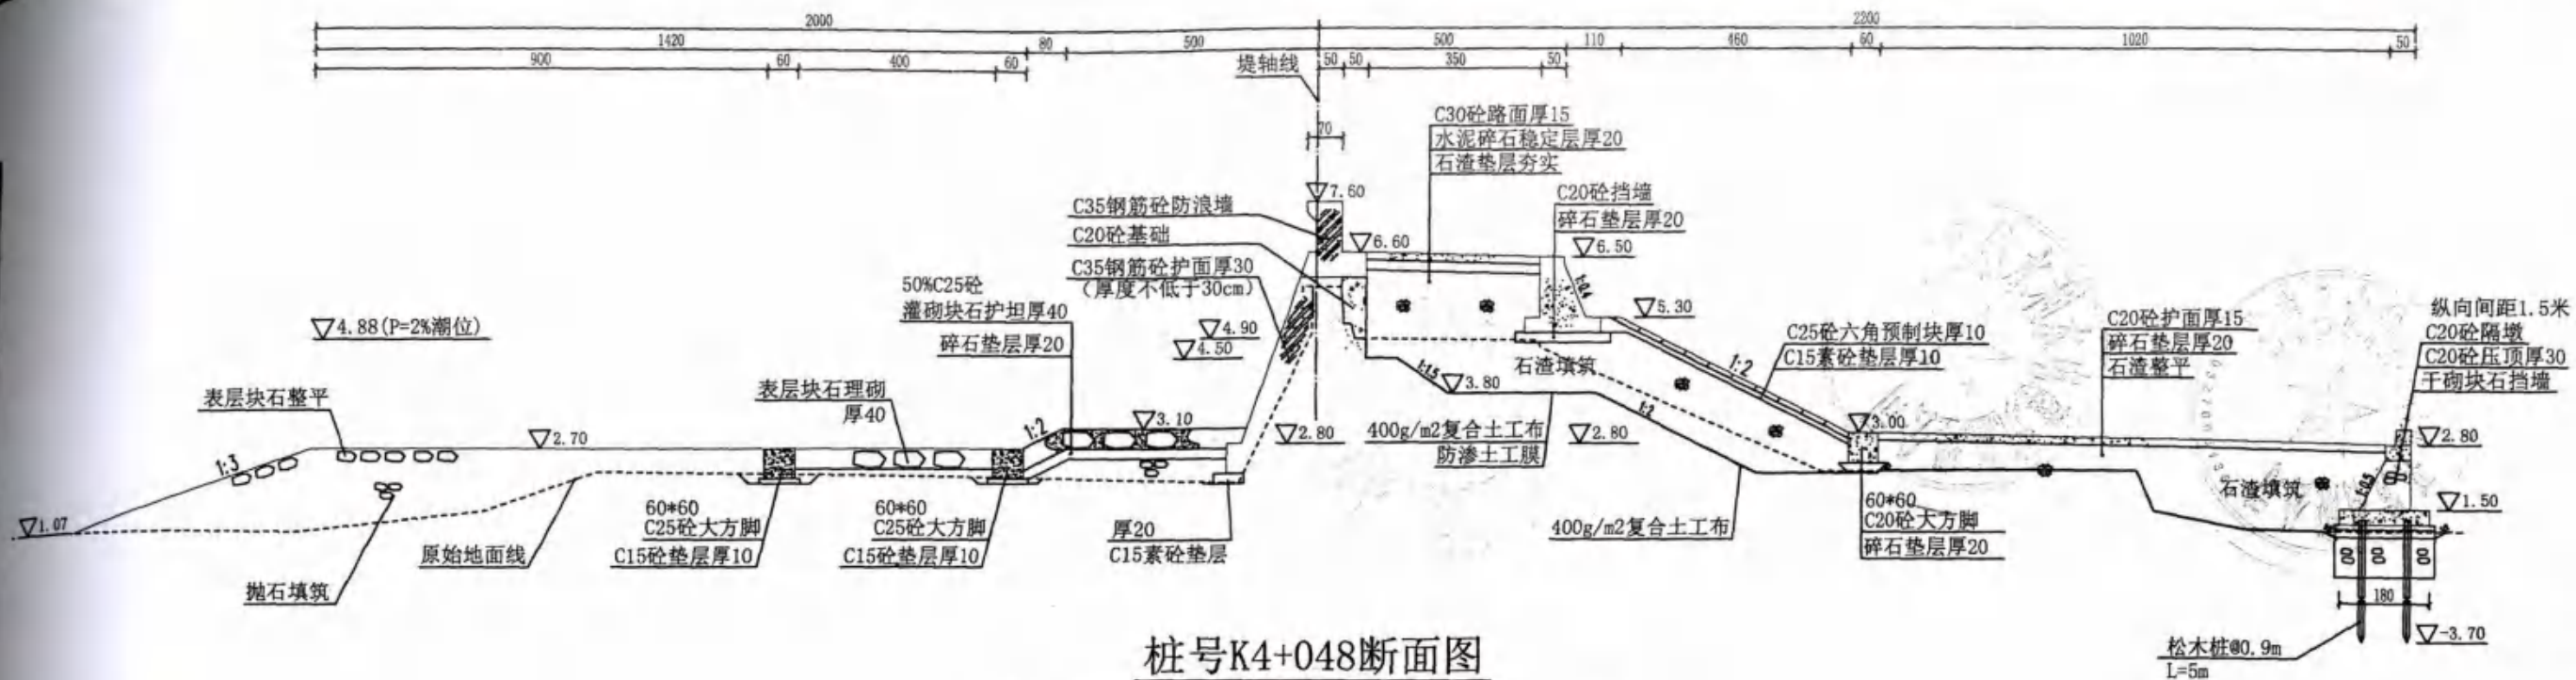 2000
2200
1420
80
500
500
110
460
60
1020
50
900
60
400
60
堤轴线
50
50
350
50
70
C30砼路面厚15
水泥碎石稳定层厚20
石渣垫层夯实
▽7.60
C20砼挡墙
碎石垫层厚20
C35钢筋砼防浪墙
C20砼基础
▽6.60
▽6.50
C35钢筋砼护面厚30
(厚度不低于30cm)
1:0.4
50%C25砼
灌砌块石护坦厚40
碎石垫层厚20
▽4.88(P=2%潮位)
▽4.90
▽4.50
▽5.30
C25砼六角预制块厚10
C15素砼垫层厚10
C20砼护面厚15
碎石垫层厚20
石渣整平
纵向间距1.5米
C20砼隔墩
C20砼压顶厚30
干砌块石挡墙
1:2
石渣填筑
1:1.5
▽3.80
表层块石整平
表层块石理砌
厚40
▽3.10
1:2
1:2
▽3.00
▽2.70
▽2.80
400g/m2复合土工布
防渗土工膜
▽2.80
▽2.80
1:3
石渣填筑
1:0.5
▽1.50
▽1.07
原始地面线
抛石填筑
60*60
C25砼大方脚
C15砼垫层厚10
60*60
C25砼大方脚
C15砼垫层厚10
厚20
C15素砼垫层
400g/m2复合土工布
60*60
C20砼大方脚
碎石垫层厚20
180
▽-3.70
松木桩@0.9m
L=5m
桩号K4+048断面图